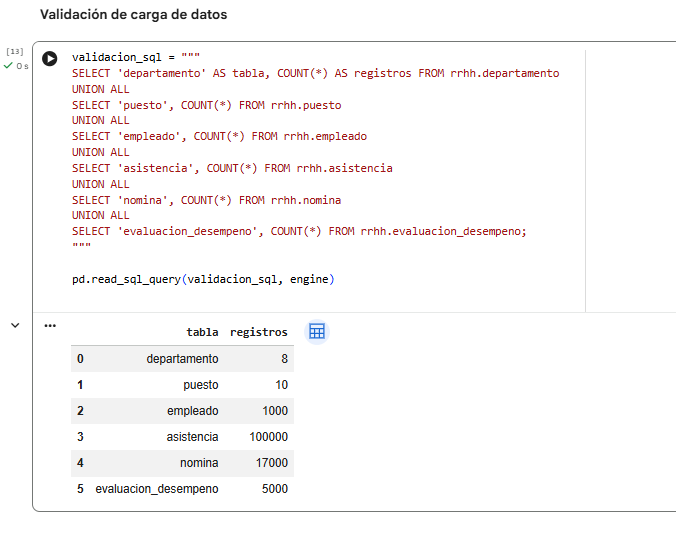 Validación de carga de datos
[13]
0 s
validacion_sql = """
SELECT 'departamento' AS tabla, COUNT(*) AS registros FROM rrhh.departamento
UNION ALL
SELECT 'puesto', COUNT(*) FROM rrhh.puesto
UNION ALL
SELECT 'empleado', COUNT(*) FROM rrhh.empleado
UNION ALL
SELECT 'asistencia', COUNT(*) FROM rrhh.asistencia
UNION ALL
SELECT 'nomina', COUNT(*) FROM rrhh.nomina
UNION ALL
SELECT 'evaluacion_desempeno', COUNT(*) FROM rrhh.evaluacion_desempeno;
"""
pd.read_sql_query(validacion_sql, engine)
tabla registros
0 departamento 8
1 puesto 10
2 empleado 1000
3 asistencia 100000
4 nomina 17000
5 evaluacion_desempeno 5000